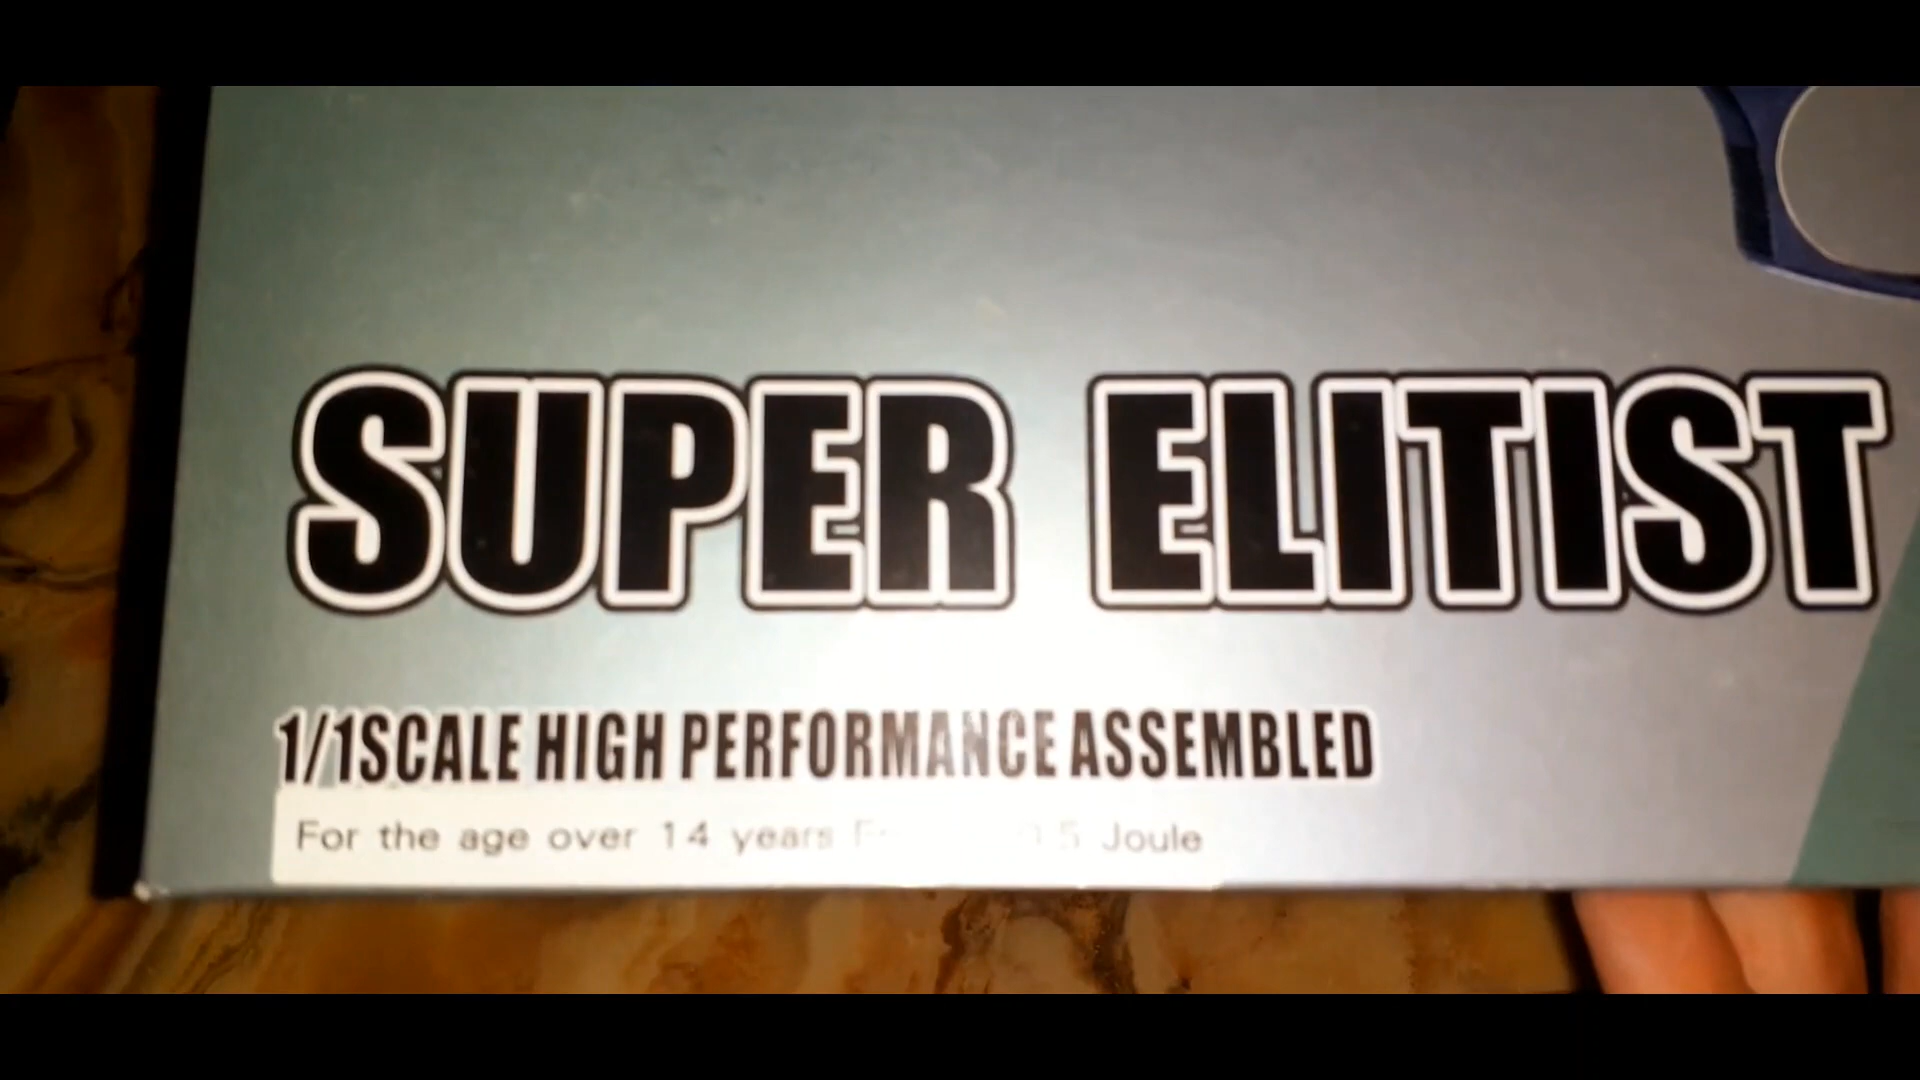 SUPER ELITIST
1/1SCALE HIGH PERFORMANCE ASSEMBLED
For the age over 14 years Joule